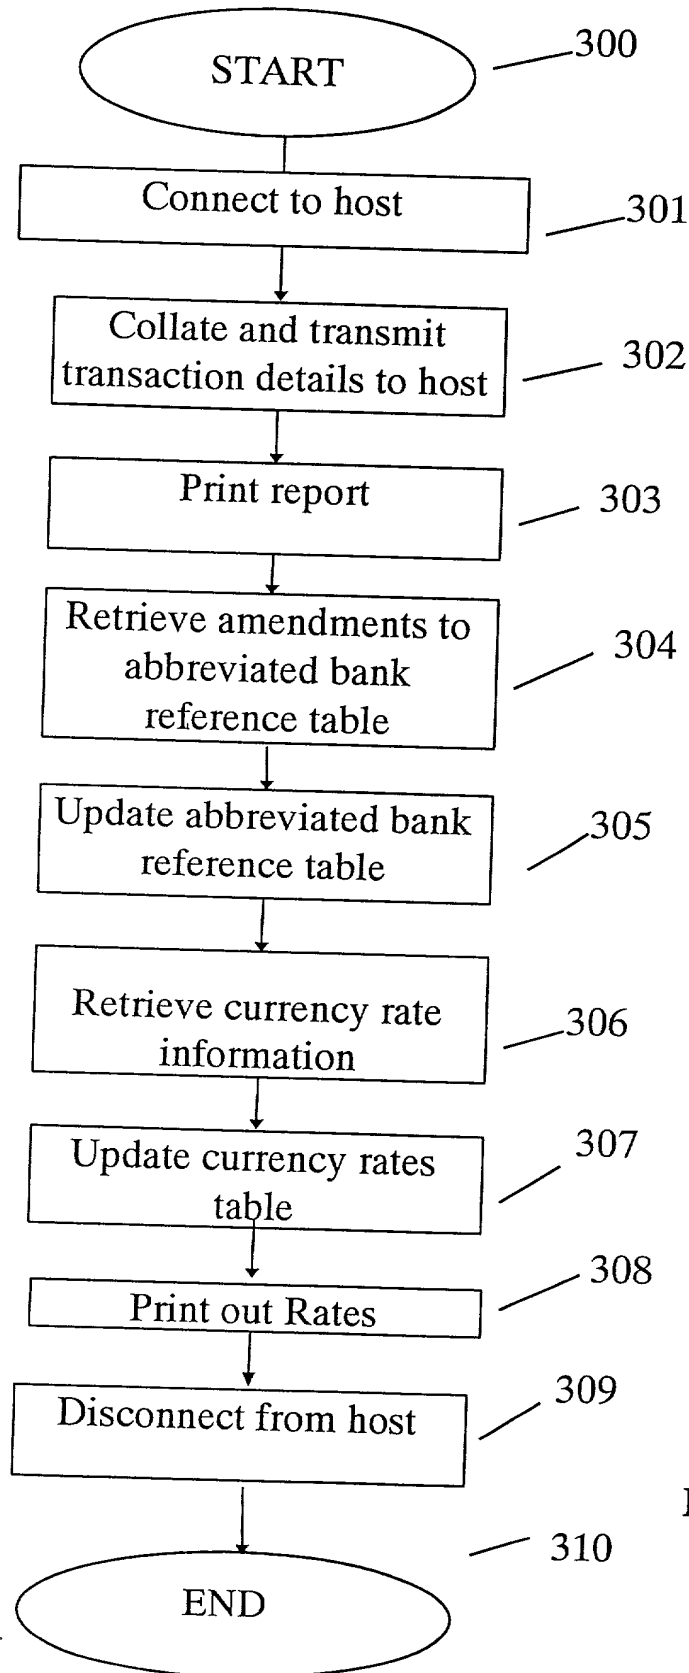 START
300
Connect to host
301
Collate and transmit
transaction details to host
302
Print report
303
Retrieve amendments to
abbreviated bank
reference table
304
Update abbreviated bank
reference table
305
Retrieve currency rate
information
306
Update currency rates
table
307
Print out Rates
308
Disconnect from host
309
END
310